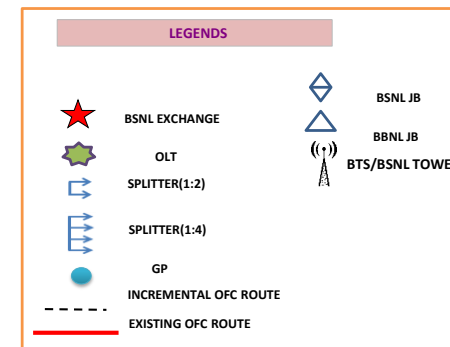 LEGENDS
BSNL EXCHANGE
OLT
SPLITTER(1:2)
SPLITTER(1:4)
GP
INCREMENTAL OFC ROUTE
EXISTING OFC ROUTE
BSNL JB
BBNL JB
BTS/BSNL TOWE